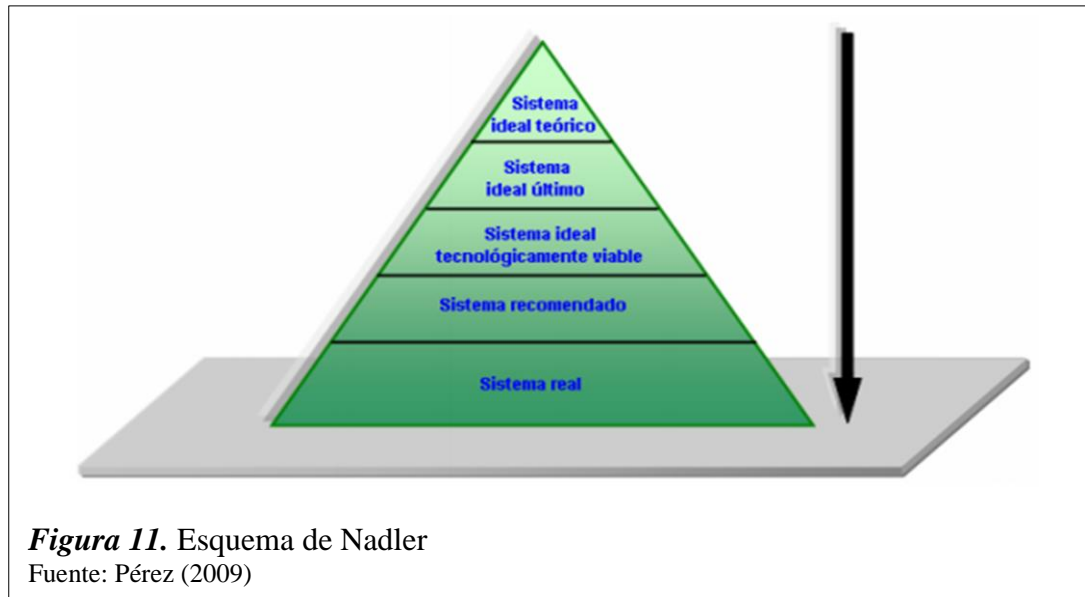 Sistema
ideal teórico
Sistema
ideal último
Sistema ideal
tecnológicamente viable
Sistema recomendado
Sistema real
Figura 11. Esquema de Nadler
Fuente: Pérez (2009)